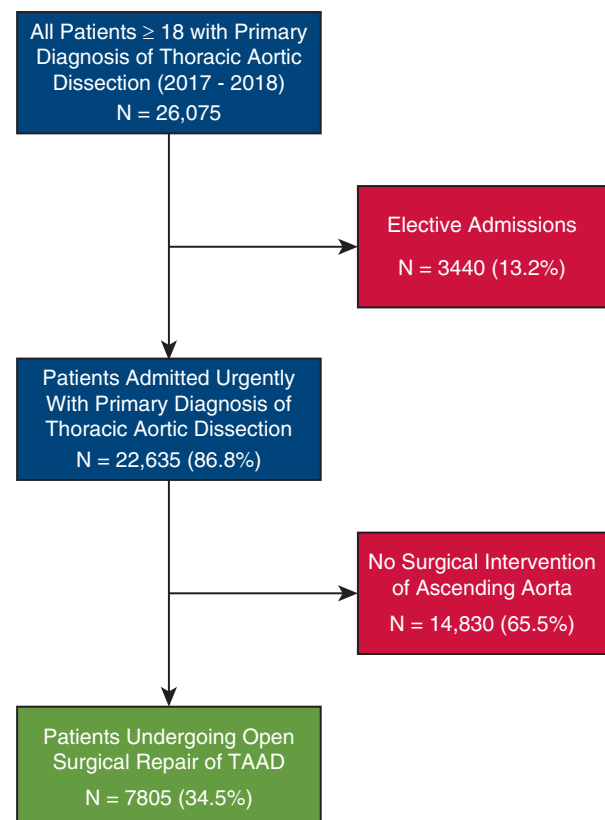 All Patients ≥ 18 with Primary
Diagnosis of Thoracic Aortic
Dissection (2017 - 2018)
N = 26,075
Elective Admissions
N = 3440 (13.2%)
Patients Admitted Urgently
With Primary Diagnosis of
Thoracic Aortic Dissection
N = 22,635 (86.8%)
No Surgical Intervention
of Ascending Aorta
N = 14,830 (65.5%)
Patients Undergoing Open
Surgical Repair of TAAD
N = 7805 (34.5%)